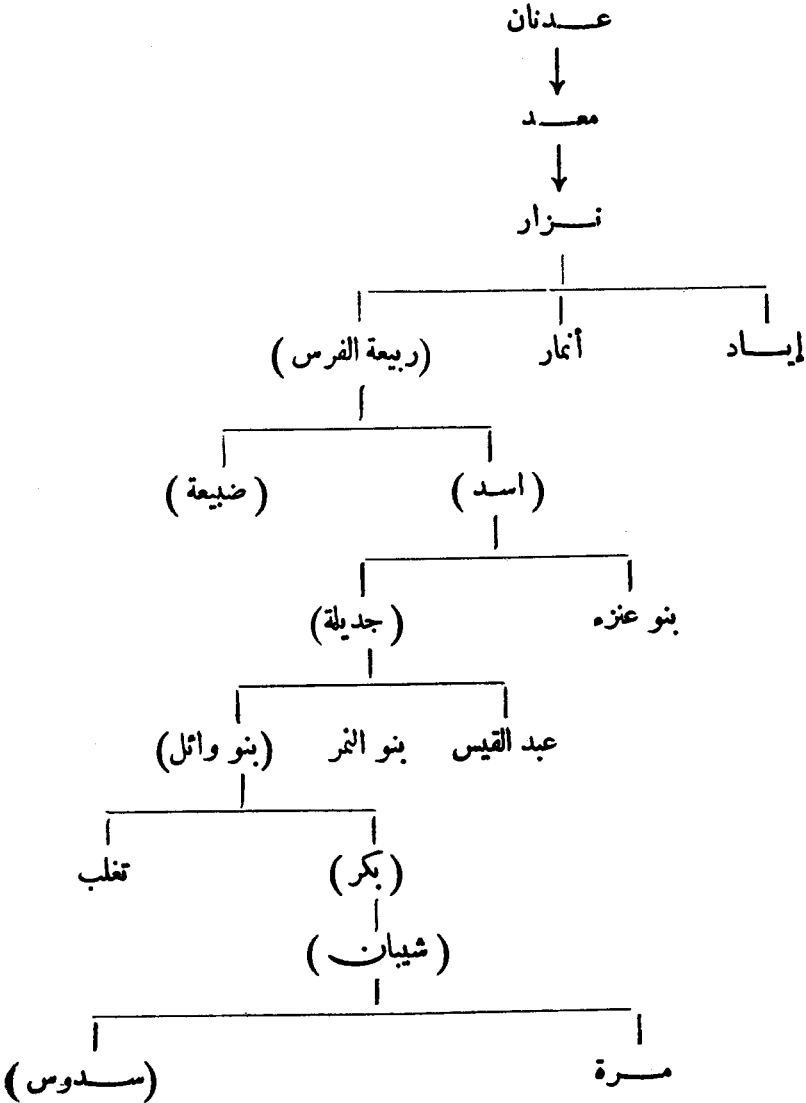 عدنان
معد
نزار
إياد أنمار (ربيعة الفرس)
(اسد) (ضبيعة)
بنو عنزه (جديلة)
عبد القيس بنو النمر (بنو وائل)
(بكر) تغلب
(شيبان)
مرة (سدوس)